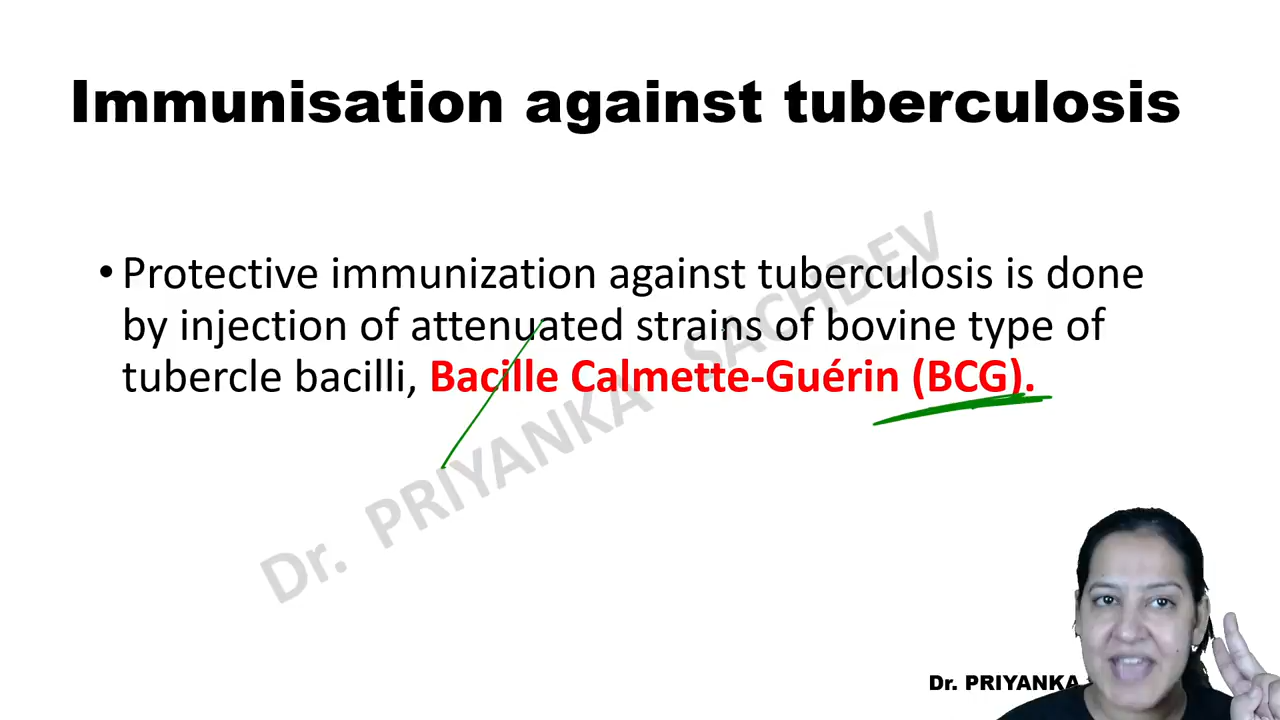 Immunisation against tuberculosis
• Protective immunization against tuberculosis is done
by injection of attenuated strains of bovine type of
tubercle bacilli, Bacille Calmette-Guérin (BCG).
Dr. PRIYANKA SACHDEV
Dr. PRIYANKA